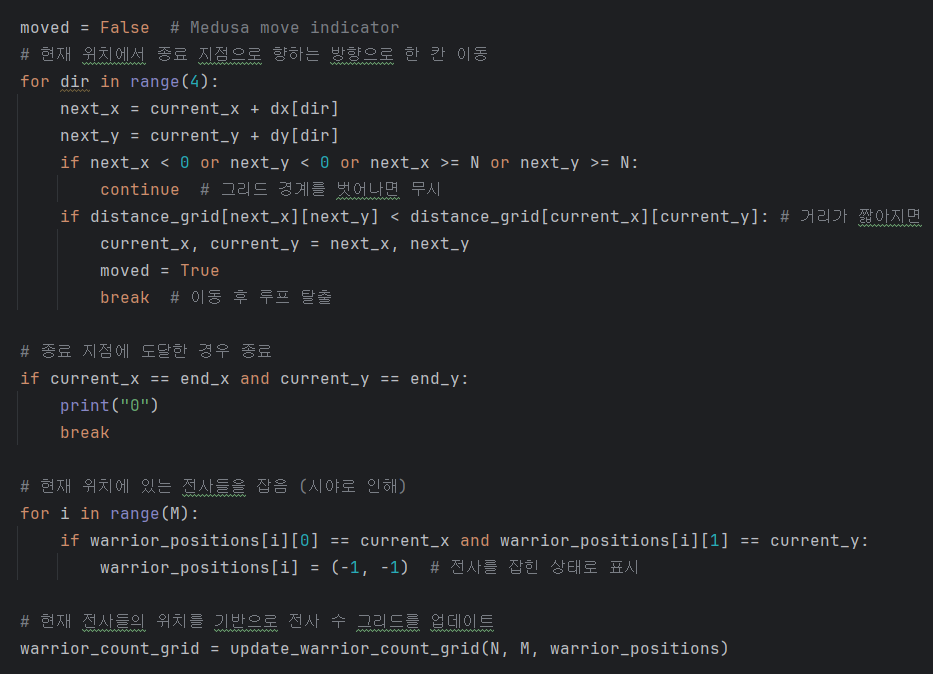 moved = False  # Medusa move indicator
# 현재 위치에서 종료 지점으로 향하는 방향으로 한 칸 이동
for dir in range(4):
    next_x = current_x + dx[dir]
    next_y = current_y + dy[dir]
    if next_x < 0 or next_y < 0 or next_x >= N or next_y >= N:
        continue  # 그리드 경계를 벗어나면 무시
    if distance_grid[next_x][next_y] < distance_grid[current_x][current_y]: # 거리가 짧아지면
        current_x, current_y = next_x, next_y
        moved = True
        break  # 이동 후 루프 탈출
# 종료 지점에 도달한 경우 종료
if current_x == end_x and current_y == end_y:
    print("0")
    break
# 현재 위치에 있는 전사들을 잡음 (시야로 인해)
for i in range(M):
    if warrior_positions[i][0] == current_x and warrior_positions[i][1] == current_y:
        warrior_positions[i] = (-1, -1)  # 전사를 잡힌 상태로 표시
# 현재 전사들의 위치를 기반으로 전사 수 그리드를 업데이트
warrior_count_grid = update_warrior_count_grid(N, M, warrior_positions)